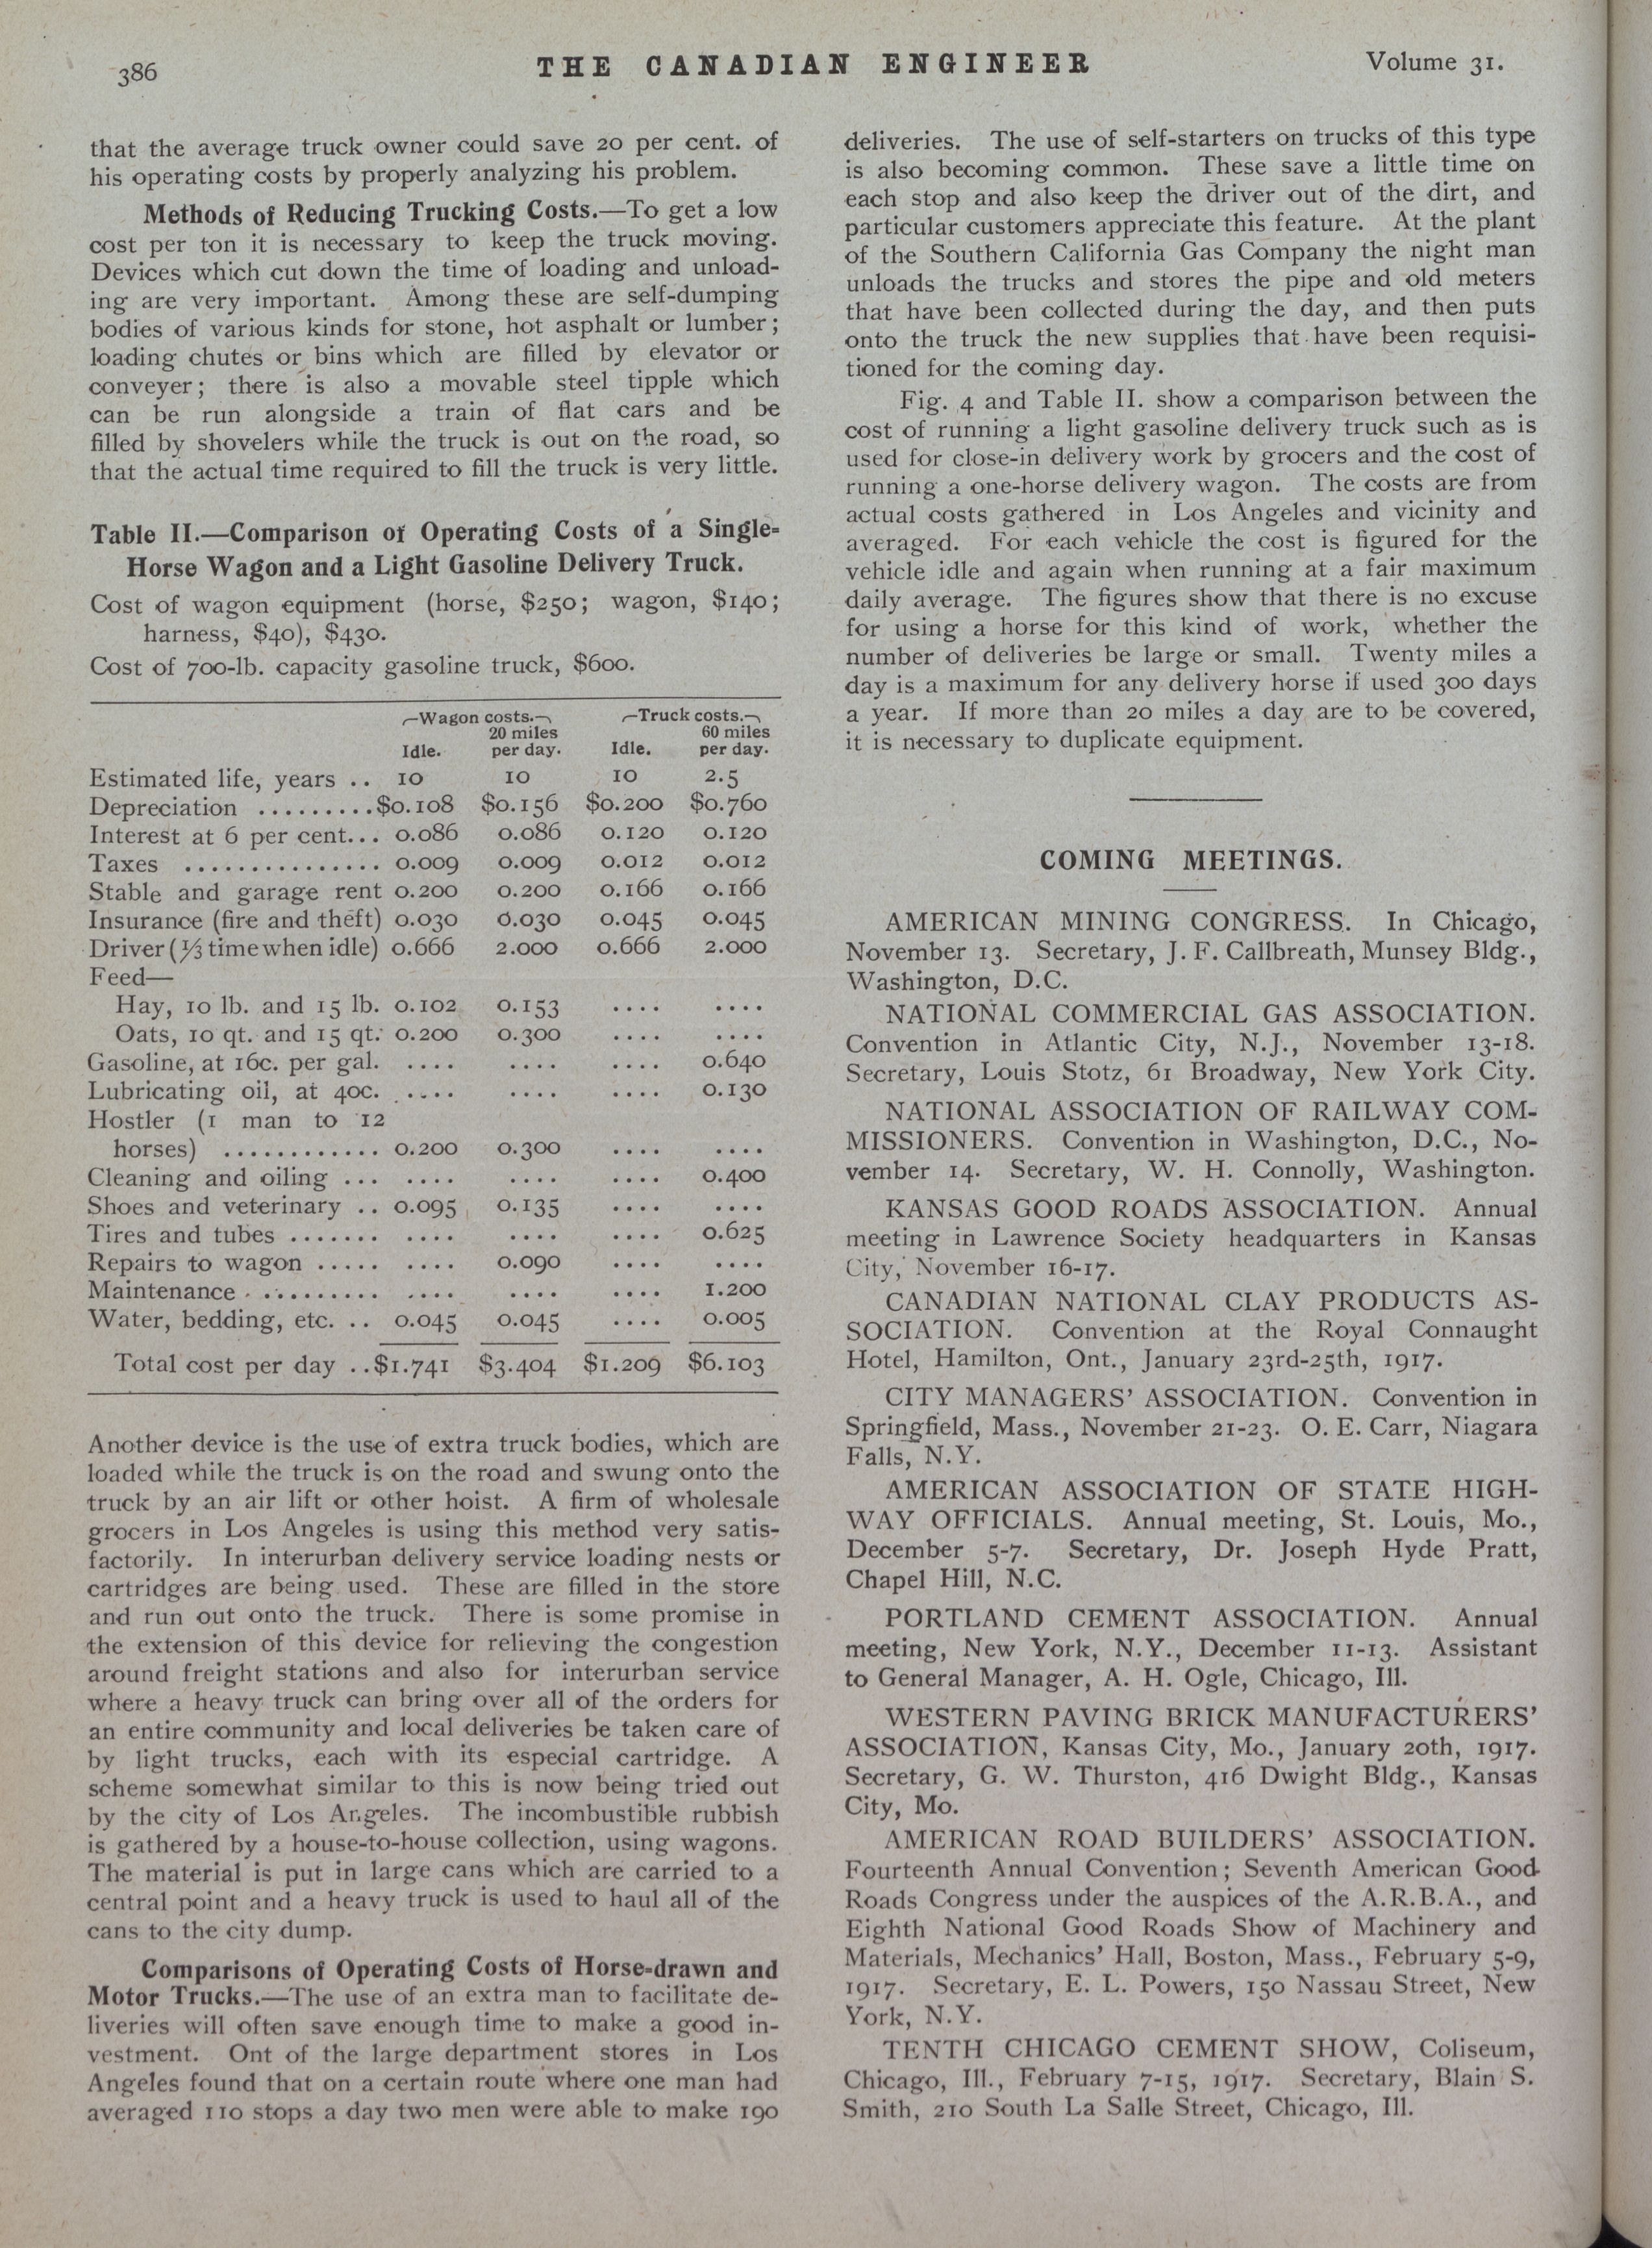 386
THE CANADIAN ENGINEER
Volume 31.
that the average truck owner could save 20 per cent. of
his operating costs by properly analyzing his problem.
Methods of Reducing Trucking Costs.—To get a low
cost per ton it is necessary to keep the truck moving.
Devices which cut down the time of loading and unload-
ing are very important. Among these are self-dumping
bodies of various kinds for stone, hot asphalt or lumber;
loading chutes or bins which are filled by elevator or
conveyer; there is also a movable steel tipple which
can be run alongside a train of flat cars and be
filled by shovelers while the truck is out on the road, so
that the actual time required to fill the truck is very little.
Table II.—Comparison of Operating Costs of a Single-
Horse Wagon and a Light Gasoline Delivery Truck.
Cost of wagon equipment (horse, $250; wagon, $140;
harness, $40), $430.
Cost of 700-lb. capacity gasoline truck, $600.
Wagon costs. Truck costs.
20 miles 60 miles
Idle. per day. Idle. per day.
Estimated life, years .. 10 10 10 2.5
Depreciation .........$0.108 $0.156 $0.200 $0.760
Interest at 6 per cent... 0.086 0.086 0.120 0.120
Taxes ............... 0.009 0.009 0.012 0.012
Stable and garage rent 0.200 0.200 0.166 0.166
Insurance (fire and theft) 0.030 0.030 0.045 0.045
Driver (⅓ time when idle) 0.666 2.000 0.666 2.000
Feed—
Hay, 10 lb. and 15 lb. 0.102 0.153 .... ....
Oats, 10 qt. and 15 qt. 0.200 0.300 .... ....
Gasoline, at 16c. per gal. .... .... .... 0.640
Lubricating oil, at 40c. .... .... .... 0.130
Hostler (1 man to 12
horses) ............ 0.200 0.300 .... ....
Cleaning and oiling ... .... .... .... 0.400
Shoes and veterinary .. 0.095 0.135 .... ....
Tires and tubes ....... .... .... .... 0.625
Repairs to wagon ..... .... 0.090 .... ....
Maintenance .......... .... .... .... 1.200
Water, bedding, etc. .. 0.045 0.045 .... 0.005
Total cost per day ..$1.741 $3.404 $1.209 $6.103
Another device is the use of extra truck bodies, which are
loaded while the truck is on the road and swung onto the
truck by an air lift or other hoist. A firm of wholesale
grocers in Los Angeles is using this method very satis-
factorily. In interurban delivery service loading nests or
cartridges are being used. These are filled in the store
and run out onto the truck. There is some promise in
the extension of this device for relieving the congestion
around freight stations and also for interurban service
where a heavy truck can bring over all of the orders for
an entire community and local deliveries be taken care of
by light trucks, each with its especial cartridge. A
scheme somewhat similar to this is now being tried out
by the city of Los Angeles. The incombustible rubbish
is gathered by a house-to-house collection, using wagons.
The material is put in large cans which are carried to a
central point and a heavy truck is used to haul all of the
cans to the city dump.
Comparisons of Operating Costs of Horse-drawn and
Motor Trucks.—The use of an extra man to facilitate de-
liveries will often save enough time to make a good in-
vestment. Ont of the large department stores in Los
Angeles found that on a certain route where one man had
averaged 110 stops a day two men were able to make 190
deliveries. The use of self-starters on trucks of this type
is also becoming common. These save a little time on
each stop and also keep the driver out of the dirt, and
particular customers appreciate this feature. At the plant
of the Southern California Gas Company the night man
unloads the trucks and stores the pipe and old meters
that have been collected during the day, and then puts
onto the truck the new supplies that have been requisi-
tioned for the coming day.
Fig. 4 and Table II. show a comparison between the
cost of running a light gasoline delivery truck such as is
used for close-in delivery work by grocers and the cost of
running a one-horse delivery wagon. The costs are from
actual costs gathered in Los Angeles and vicinity and
averaged. For each vehicle the cost is figured for the
vehicle idle and again when running at a fair maximum
daily average. The figures show that there is no excuse
for using a horse for this kind of work, whether the
number of deliveries be large or small. Twenty miles a
day is a maximum for any delivery horse if used 300 days
a year. If more than 20 miles a day are to be covered,
it is necessary to duplicate equipment.
COMING MEETINGS.
AMERICAN MINING CONGRESS. In Chicago,
November 13. Secretary, J. F. Callbreath, Munsey Bldg.,
Washington, D.C.
NATIONAL COMMERCIAL GAS ASSOCIATION.
Convention in Atlantic City, N.J., November 13-18.
Secretary, Louis Stotz, 61 Broadway, New York City.
NATIONAL ASSOCIATION OF RAILWAY COM-
MISSIONERS. Convention in Washington, D.C., No-
vember 14. Secretary, W. H. Connolly, Washington.
KANSAS GOOD ROADS ASSOCIATION. Annual
meeting in Lawrence Society headquarters in Kansas
City, November 16-17.
CANADIAN NATIONAL CLAY PRODUCTS AS-
SOCIATION. Convention at the Royal Connaught
Hotel, Hamilton, Ont., January 23rd-25th, 1917.
CITY MANAGERS' ASSOCIATION. Convention in
Springfield, Mass., November 21-23. O. E. Carr, Niagara
Falls, N.Y.
AMERICAN ASSOCIATION OF STATE HIGH-
WAY OFFICIALS. Annual meeting, St. Louis, Mo.,
December 5-7. Secretary, Dr. Joseph Hyde Pratt,
Chapel Hill, N.C.
PORTLAND CEMENT ASSOCIATION. Annual
meeting, New York, N.Y., December 11-13. Assistant
to General Manager, A. H. Ogle, Chicago, Ill.
WESTERN PAVING BRICK MANUFACTURERS'
ASSOCIATION, Kansas City, Mo., January 20th, 1917.
Secretary, G. W. Thurston, 416 Dwight Bldg., Kansas
City, Mo.
AMERICAN ROAD BUILDERS' ASSOCIATION.
Fourteenth Annual Convention; Seventh American Good
Roads Congress under the auspices of the A.R.B.A., and
Eighth National Good Roads Show of Machinery and
Materials, Mechanics' Hall, Boston, Mass., February 5-9,
1917. Secretary, E. L. Powers, 150 Nassau Street, New
York, N.Y.
TENTH CHICAGO CEMENT SHOW, Coliseum,
Chicago, Ill., February 7-15, 1917. Secretary, Blain S.
Smith, 210 South La Salle Street, Chicago, Ill.